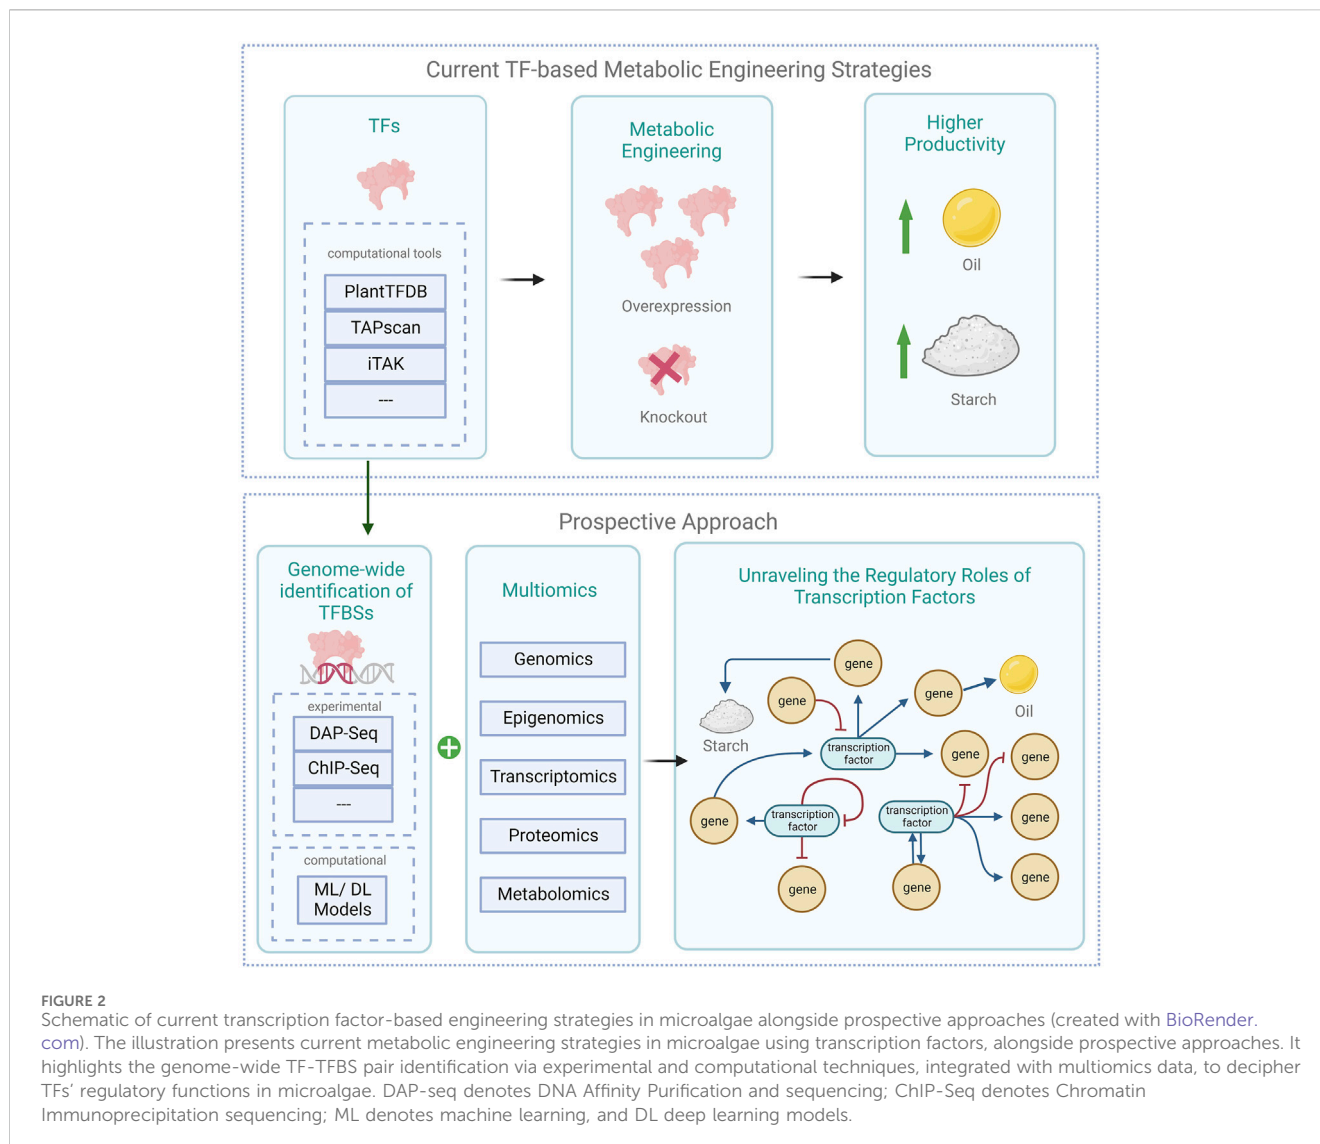 Current TF-based Metabolic Engineering Strategies
TFs
computational tools
PlantTFDB
TAPscan
iTAK
---
Metabolic
Engineering
Overexpression
Knockout
Higher
Productivity
Oil
Starch
Prospective Approach
Genome-wide
identification of
TFBSs
experimental
DAP-Seq
ChIP-Seq
---
computational
ML/ DL
Models
Multiomics
Genomics
Epigenomics
Transcriptomics
Proteomics
Metabolomics
Unraveling the Regulatory Roles of
Transcription Factors
gene
gene
gene
Oil
Starch
transcription
factor
gene
gene
gene
transcription
factor
transcription
factor
gene
gene
gene
gene
FIGURE 2
Schematic of current transcription factor-based engineering strategies in microalgae alongside prospective approaches (created with BioRender.
com). The illustration presents current metabolic engineering strategies in microalgae using transcription factors, alongside prospective approaches. It
highlights the genome-wide TF-TFBS pair identification via experimental and computational techniques, integrated with multiomics data, to decipher
TFs’ regulatory functions in microalgae. DAP-seq denotes DNA Affinity Purification and sequencing; ChIP-Seq denotes Chromatin
Immunoprecipitation sequencing; ML denotes machine learning, and DL deep learning models.